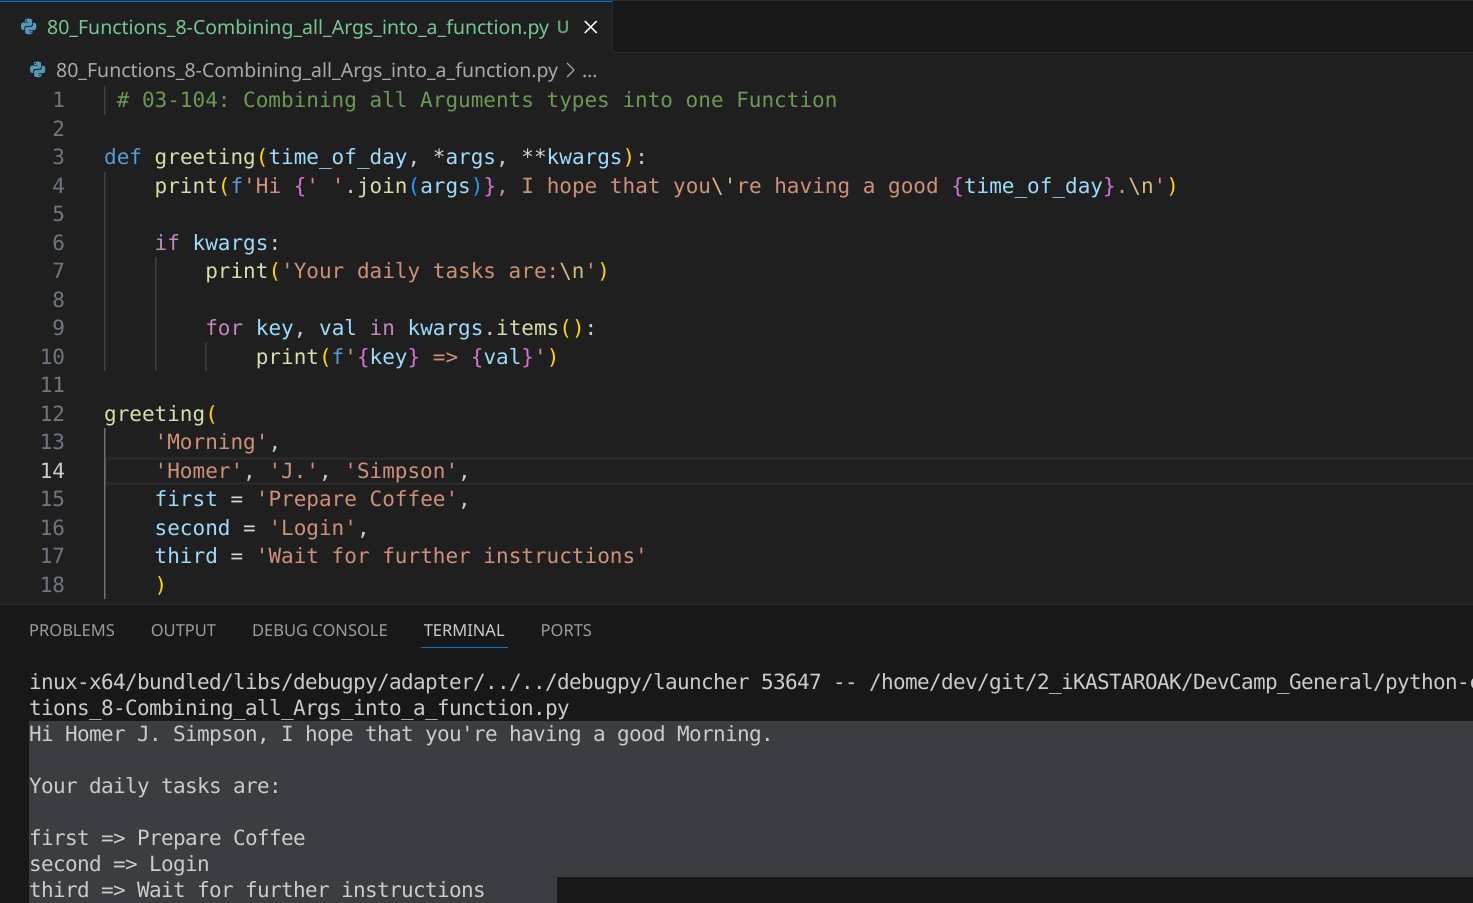 80_Functions_8-Combining_all_Args_into_a_function.py U ×
80_Functions_8-Combining_all_Args_into_a_function.py > ...
1 # 03-104: Combining all Arguments types into one Function
2
3 def greeting(time_of_day, *args, **kwargs):
4     print(f'Hi {' '.join(args)}, I hope that you\'re having a good {time_of_day}.\n')
5
6     if kwargs:
7         print('Your daily tasks are:\n')
8
9         for key, val in kwargs.items():
10             print(f'{key} => {val}')
11
12 greeting(
13     'Morning',
14     'Homer', 'J.', 'Simpson',
15     first = 'Prepare Coffee',
16     second = 'Login',
17     third = 'Wait for further instructions'
18     )
PROBLEMS OUTPUT DEBUG CONSOLE TERMINAL PORTS
inux-x64/bundled/libs/debugpy/adapter/../../debugpy/launcher 53647 -- /home/dev/git/2_iKASTAROAK/DevCamp_General/python-
tions_8-Combining_all_Args_into_a_function.py
Hi Homer J. Simpson, I hope that you're having a good Morning.
Your daily tasks are:
first => Prepare Coffee
second => Login
third => Wait for further instructions